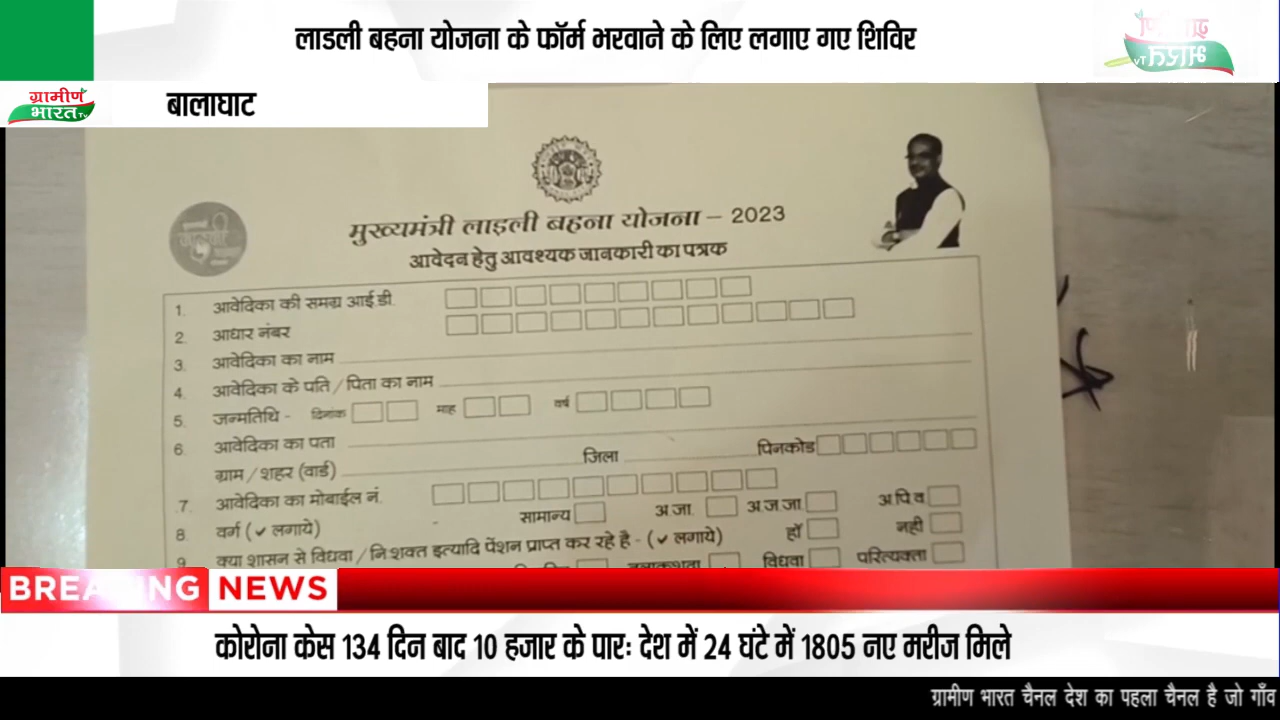 लाडली बहना योजना के फॉर्म भरवाने के लिए लगाए गए शिविर
ग्रामीण
भारत TV
बालाघाट
मुख्यमंत्री लाड़ली बहना योजना – 2023
आवेदन हेतु आवश्यक जानकारी का पत्रक
1. आवेदिका की समग्र आई.डी.
2. आधार नंबर
3. आवेदिका का नाम
4. आवेदिका के पति / पिता का नाम
5. जन्मतिथि - दिनांक माह वर्ष
6. आवेदिका का पता
ग्राम / शहर (वार्ड) जिला पिनकोड
7. आवेदिका का मोबाईल नं.
8. वर्ग (✓ लगाये) सामान्य अ.जा. अ.ज.जा. अ.पि.व.
9. क्या शासन से विधवा / निःशक्त इत्यादि पेंशन प्राप्त कर रहे है - (✓ लगाये) हाँ नही
विधवा परित्यक्ता
BREAKING NEWS
कोरोना केस 134 दिन बाद 10 हजार के पारः देश में 24 घंटे में 1805 नए मरीज मिले
ग्रामीण भारत चैनल देश का पहला चैनल है जो गाँव